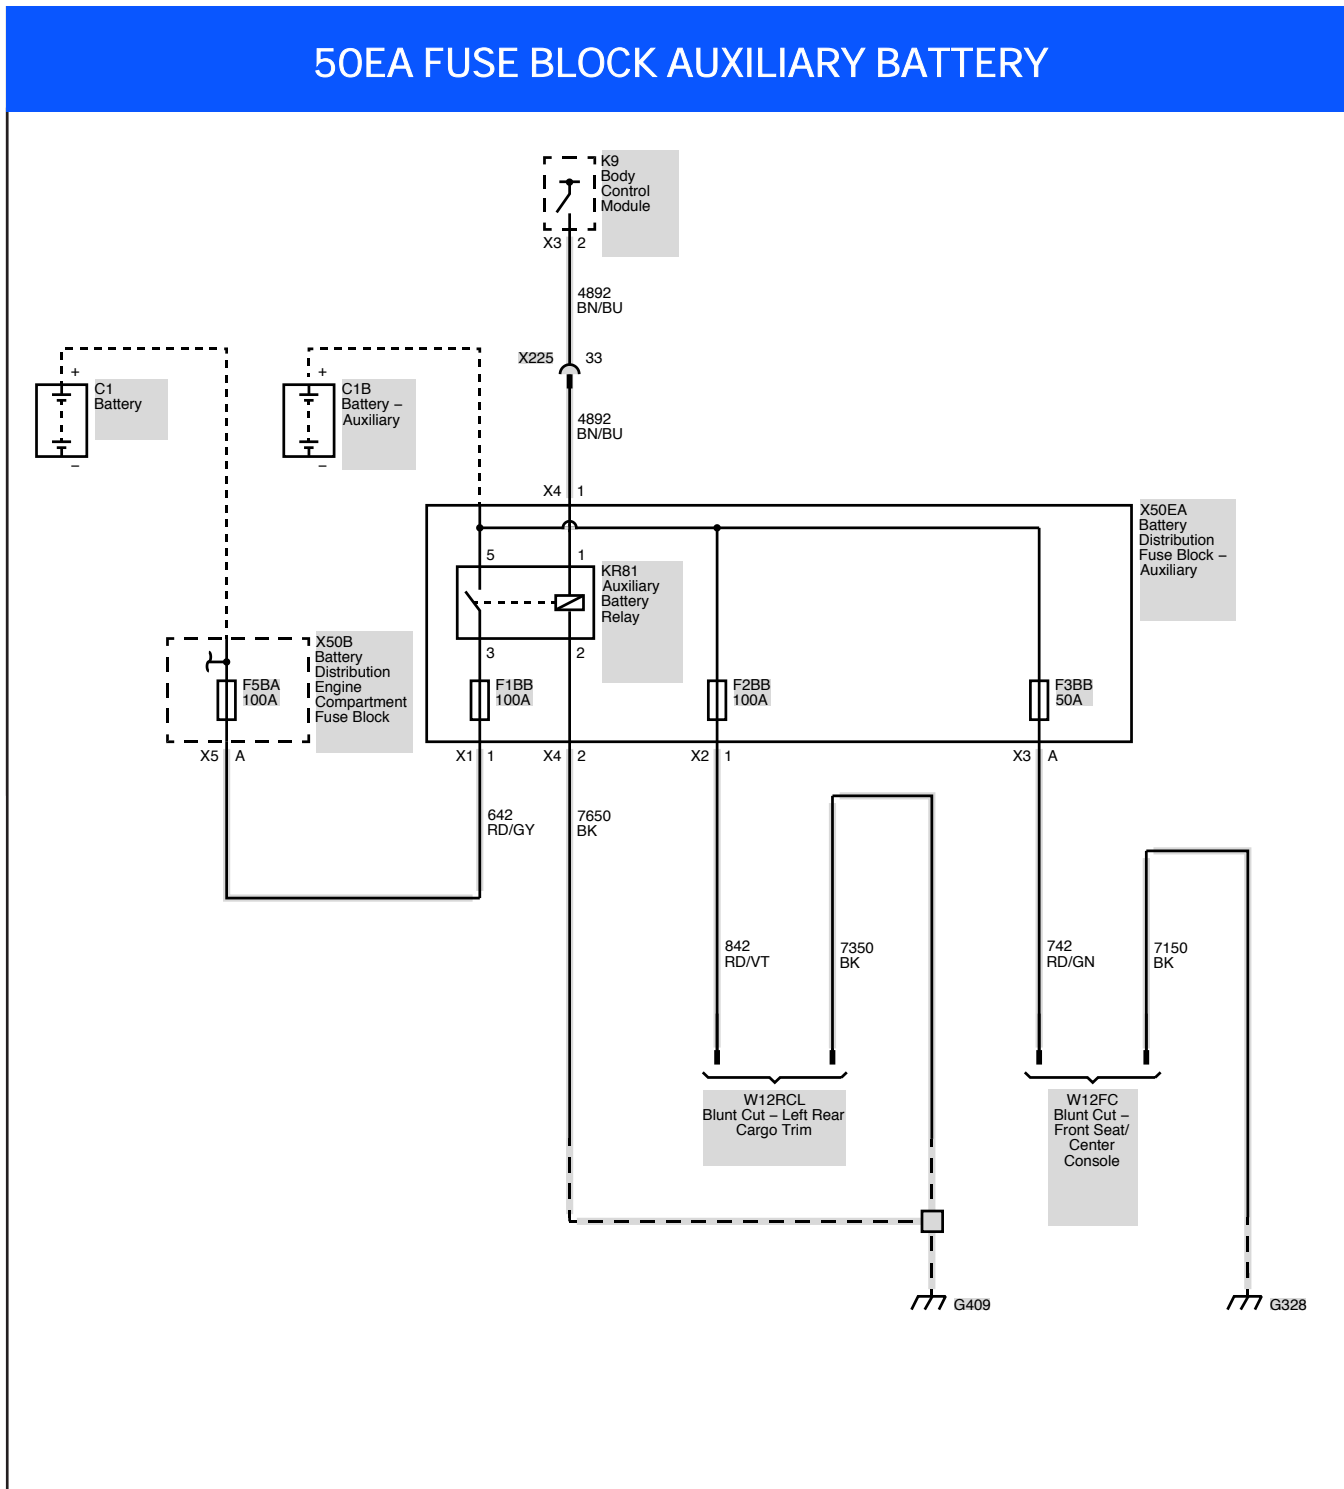 50EA FUSE BLOCK AUXILIARY BATTERY
K9
Body
Control
Module
X3 2
4892
BN/BU
X225 33
4892
BN/BU
+
C1
Battery
–
+
C1B
Battery –
Auxiliary
–
X4 1
X50EA
Battery
Distribution
Fuse Block –
Auxiliary
5 1
KR81
Auxiliary
Battery
Relay
3 2
X50B
Battery
Distribution
Engine
Compartment
Fuse Block
F5BA
100A
F1BB
100A
F2BB
100A
F3BB
50A
X5 A
X1 1
X4 2
X2 1
X3 A
642
RD/GY
7650
BK
842
RD/VT
7350
BK
742
RD/GN
7150
BK
W12RCL
Blunt Cut – Left Rear
Cargo Trim
W12FC
Blunt Cut –
Front Seat/
Center
Console
G409
G328